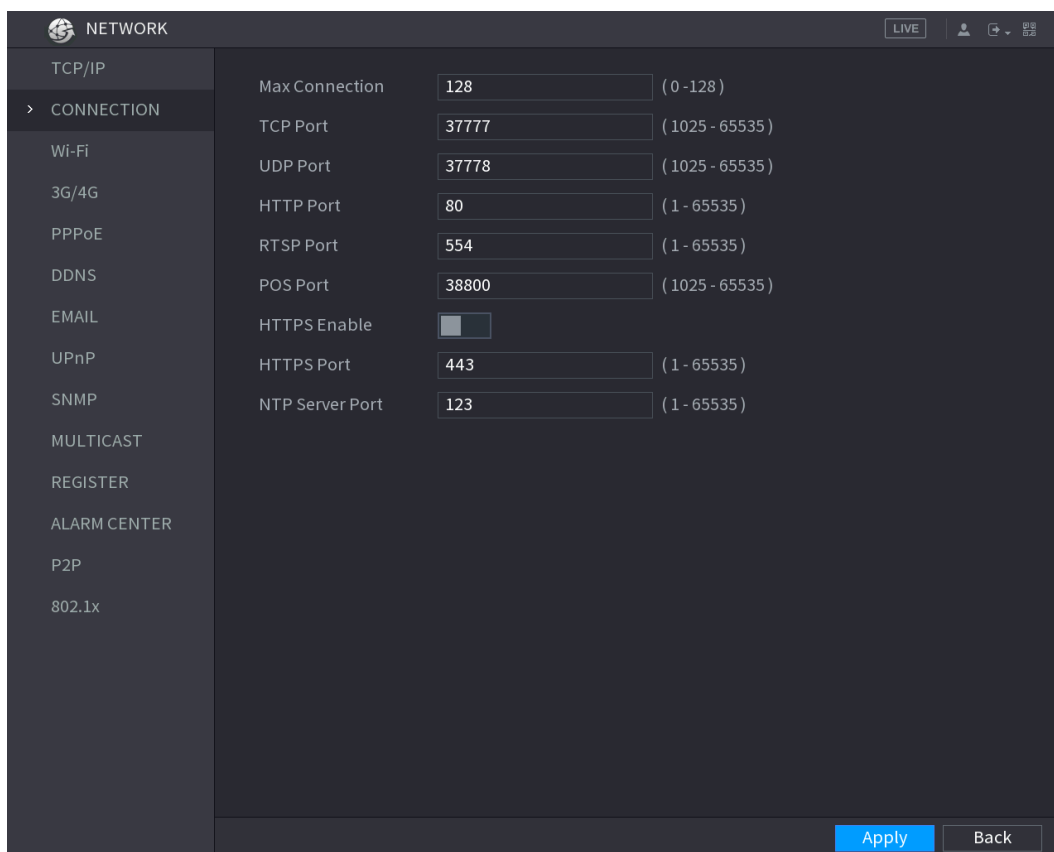 NETWORK
LIVE
TCP/IP
CONNECTION
Wi-Fi
3G/4G
PPPoE
DDNS
EMAIL
UPnP
SNMP
MULTICAST
REGISTER
ALARM CENTER
P2P
802.1x
Max Connection 128 ( 0 -128 )
TCP Port 37777 ( 1025 - 65535 )
UDP Port 37778 ( 1025 - 65535 )
HTTP Port 80 ( 1 - 65535 )
RTSP Port 554 ( 1 - 65535 )
POS Port 38800 ( 1025 - 65535 )
HTTPS Enable
HTTPS Port 443 ( 1 - 65535 )
NTP Server Port 123 ( 1 - 65535 )
Apply Back